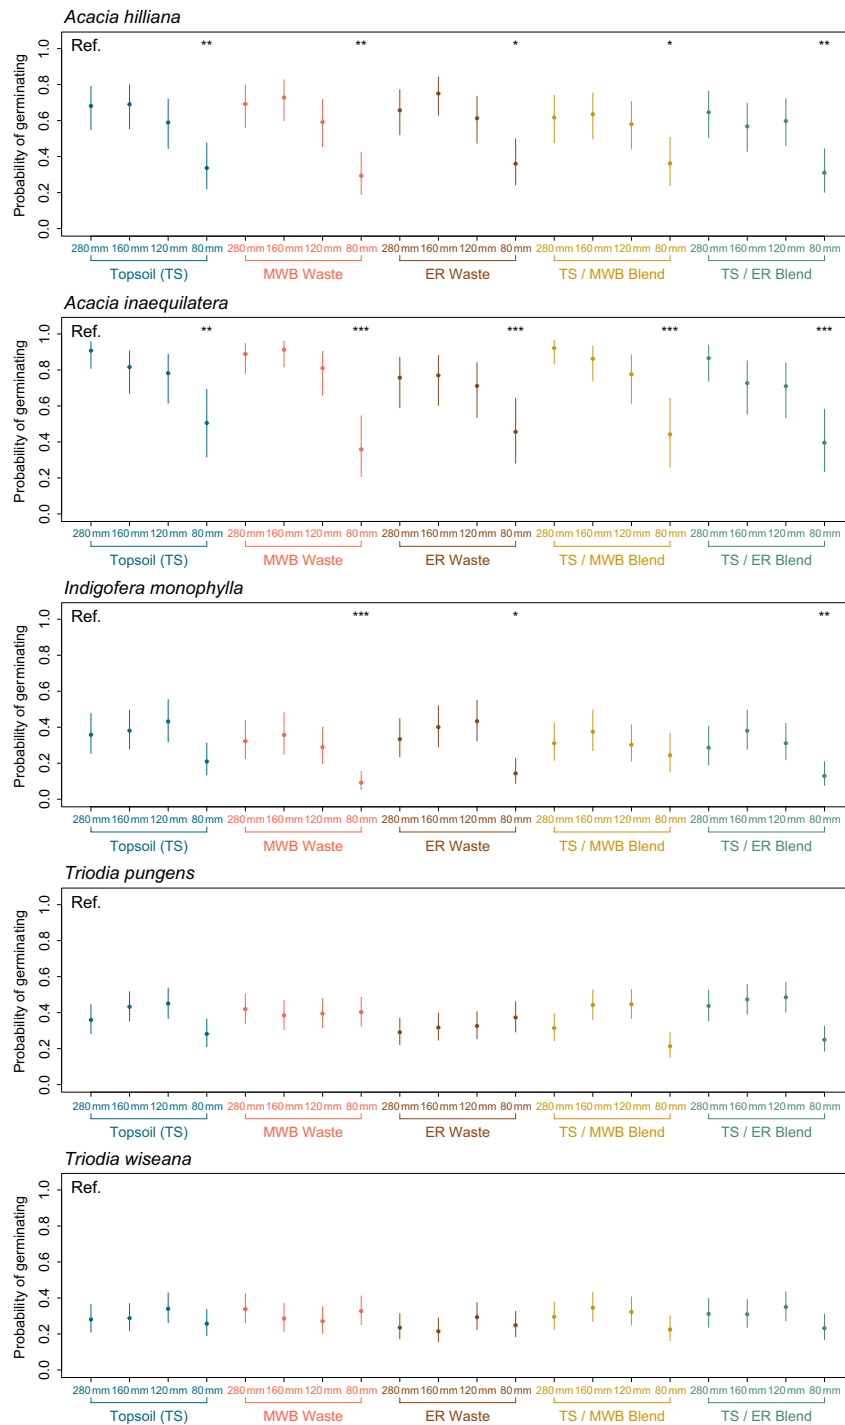 Acacia hilliana
Probability of germinating
1.0
0.8
0.6
0.4
0.2
0.0
Ref. ** ** * * **
280 mm 160 mm 120 mm 80 mm 280 mm 160 mm 120 mm 80 mm 280 mm 160 mm 120 mm 80 mm 280 mm 160 mm 120 mm 80 mm 280 mm 160 mm 120 mm 80 mm
Topsoil (TS) MWB Waste ER Waste TS / MWB Blend TS / ER Blend
Acacia inaequilatera
Probability of germinating
1.0
0.8
0.6
0.4
0.2
0.0
Ref. ** *** *** *** ***
280 mm 160 mm 120 mm 80 mm 280 mm 160 mm 120 mm 80 mm 280 mm 160 mm 120 mm 80 mm 280 mm 160 mm 120 mm 80 mm 280 mm 160 mm 120 mm 80 mm
Topsoil (TS) MWB Waste ER Waste TS / MWB Blend TS / ER Blend
Indigofera monophylla
Probability of germinating
1.0
0.8
0.6
0.4
0.2
0.0
Ref. *** * **
280 mm 160 mm 120 mm 80 mm 280 mm 160 mm 120 mm 80 mm 280 mm 160 mm 120 mm 80 mm 280 mm 160 mm 120 mm 80 mm 280 mm 160 mm 120 mm 80 mm
Topsoil (TS) MWB Waste ER Waste TS / MWB Blend TS / ER Blend
Triodia pungens
Probability of germinating
1.0
0.8
0.6
0.4
0.2
0.0
Ref.
280 mm 160 mm 120 mm 80 mm 280 mm 160 mm 120 mm 80 mm 280 mm 160 mm 120 mm 80 mm 280 mm 160 mm 120 mm 80 mm 280 mm 160 mm 120 mm 80 mm
Topsoil (TS) MWB Waste ER Waste TS / MWB Blend TS / ER Blend
Triodia wiseana
Probability of germinating
1.0
0.8
0.6
0.4
0.2
0.0
Ref.
280 mm 160 mm 120 mm 80 mm 280 mm 160 mm 120 mm 80 mm 280 mm 160 mm 120 mm 80 mm 280 mm 160 mm 120 mm 80 mm 280 mm 160 mm 120 mm 80 mm
Topsoil (TS) MWB Waste ER Waste TS / MWB Blend TS / ER Blend